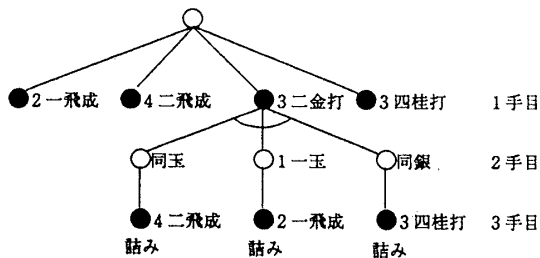 2一飛成 4二飛成 3二金打 3四桂打 1手目
同玉 1一玉 同銀 2手目
4二飛成 2一飛成 3四桂打 3手目
詰み 詰み 詰み